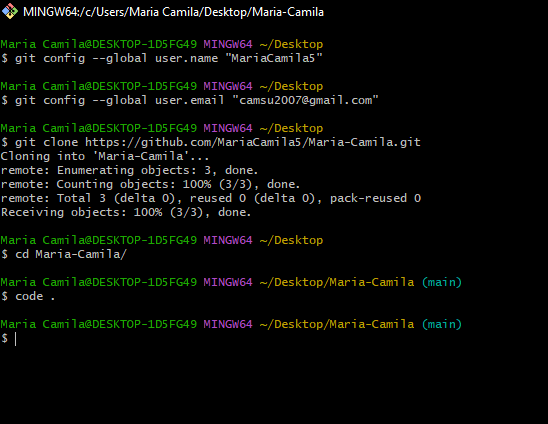 MINGW64:/c/Users/Maria Camila/Desktop/Maria-Camila
Maria Camila@DESKTOP-1D5FG49 MINGW64 ~/Desktop
$ git config --global user.name "MariaCamila5"
Maria Camila@DESKTOP-1D5FG49 MINGW64 ~/Desktop
$ git config --global user.email "camsu2007@gmail.com"
Maria Camila@DESKTOP-1D5FG49 MINGW64 ~/Desktop
$ git clone https://github.com/MariaCamila5/Maria-Camila.git
Cloning into 'Maria-Camila'...
remote: Enumerating objects: 3, done.
remote: Counting objects: 100% (3/3), done.
remote: Total 3 (delta 0), reused 0 (delta 0), pack-reused 0
Receiving objects: 100% (3/3), done.
Maria Camila@DESKTOP-1D5FG49 MINGW64 ~/Desktop
$ cd Maria-Camila/
Maria Camila@DESKTOP-1D5FG49 MINGW64 ~/Desktop/Maria-Camila (main)
$ code .
Maria Camila@DESKTOP-1D5FG49 MINGW64 ~/Desktop/Maria-Camila (main)
$